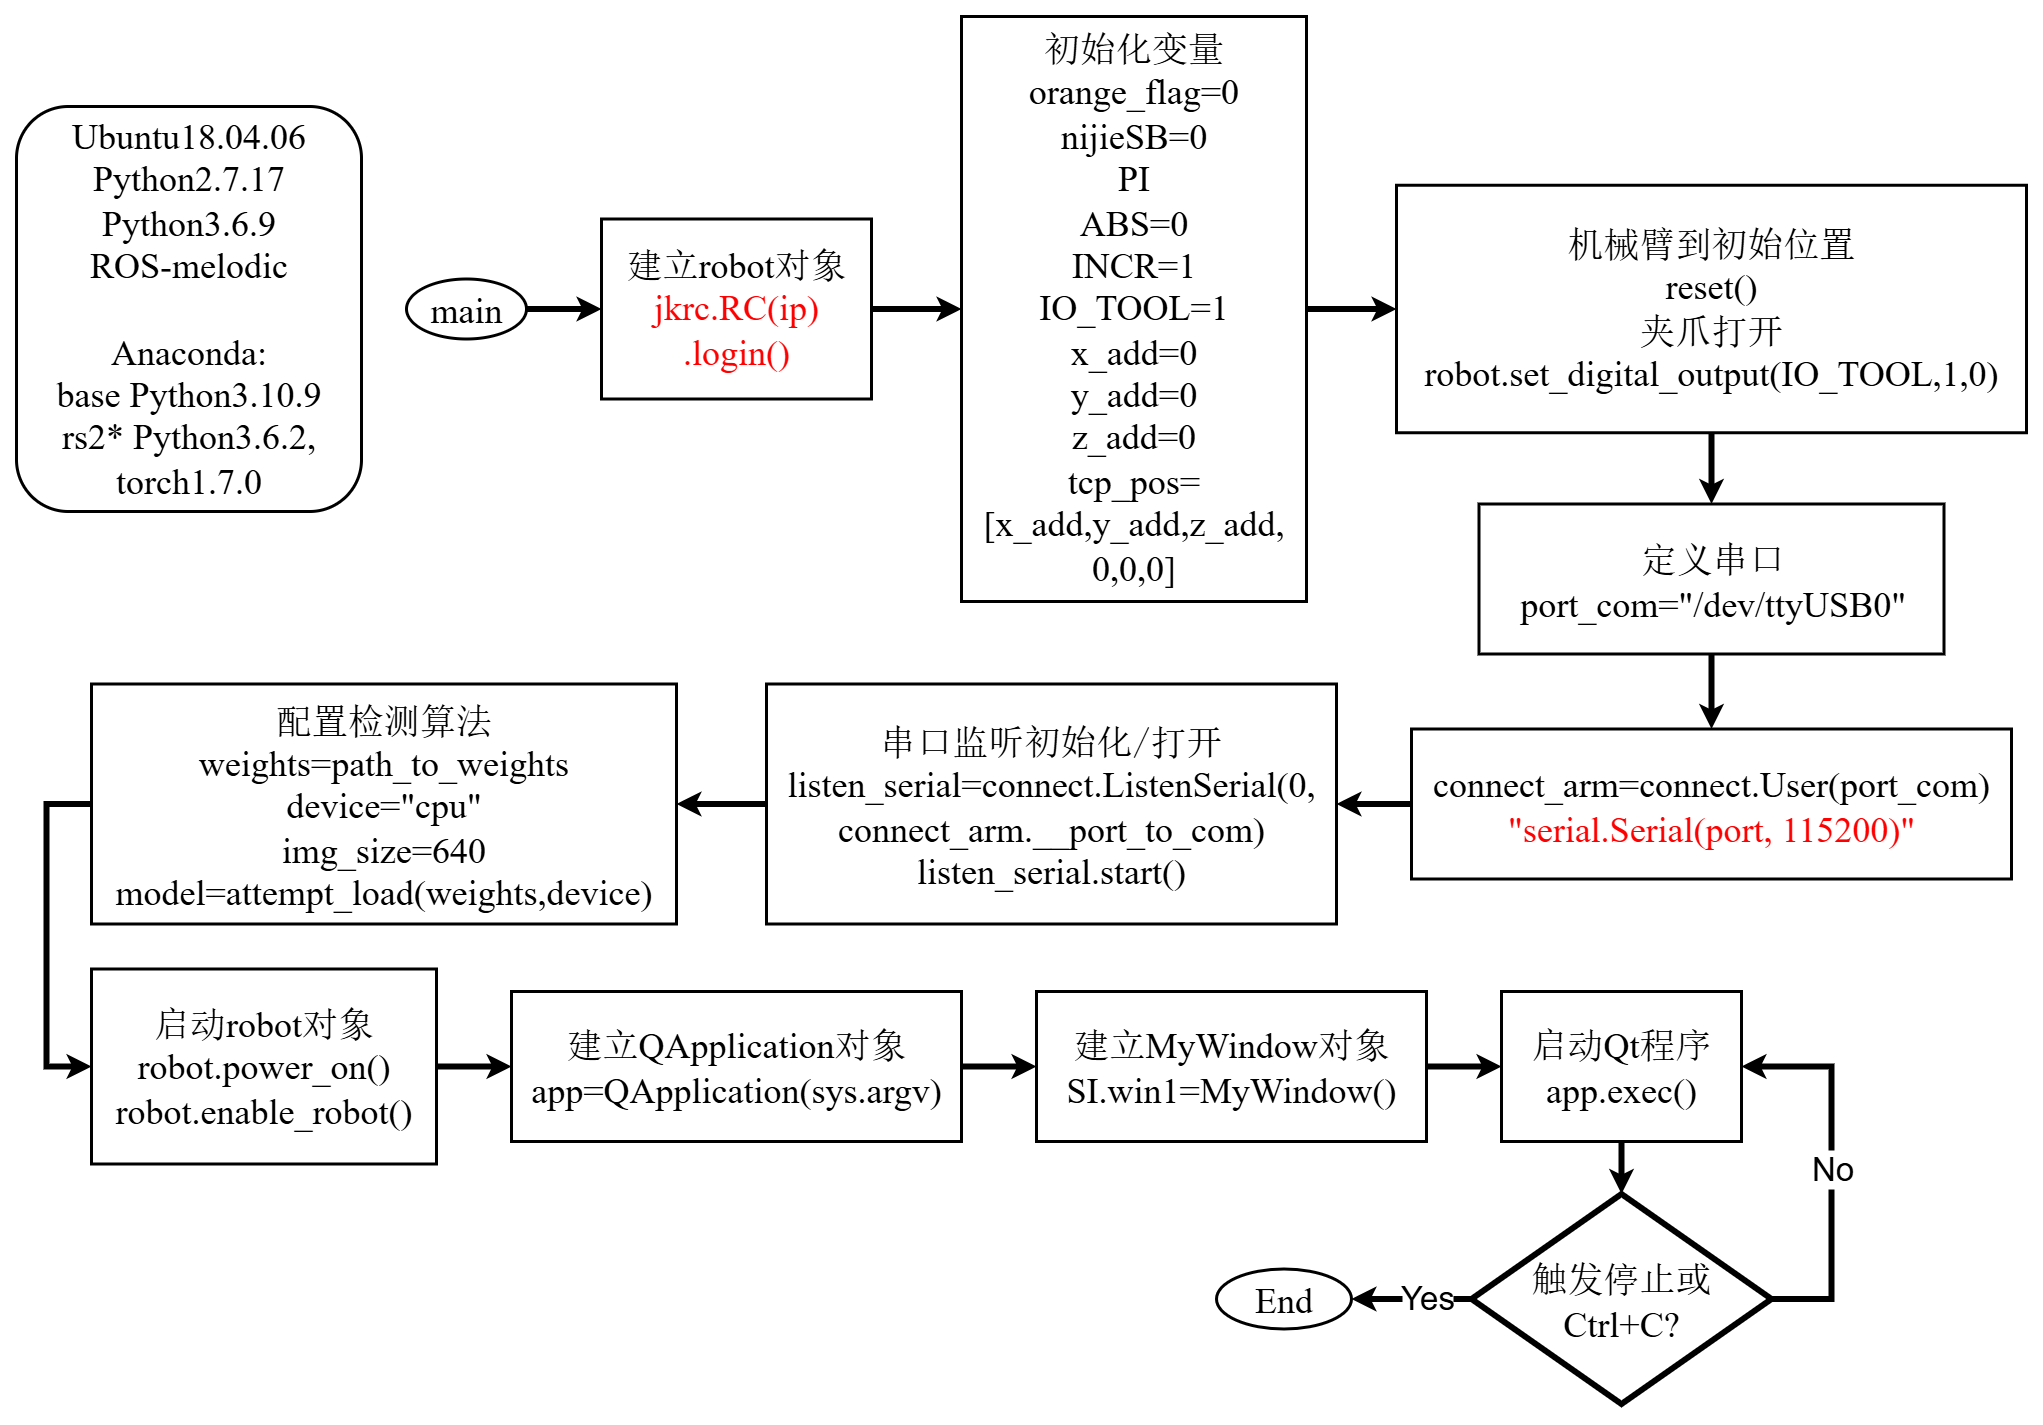 Ubuntu18.04.06
Python2.7.17
Python3.6.9
ROS-melodic
Anaconda:
base Python3.10.9
rs2* Python3.6.2,
torch1.7.0
main
建立robot对象
jkrc.RC(ip)
.login()
初始化变量
orange_flag=0
nijieSB=0
PI
ABS=0
INCR=1
IO_TOOL=1
x_add=0
y_add=0
z_add=0
tcp_pos=
[x_add,y_add,z_add,
0,0,0]
机械臂到初始位置
reset()
夹爪打开
robot.set_digital_output(IO_TOOL,1,0)
定义串口
port_com="/dev/ttyUSB0"
connect_arm=connect.User(port_com)
"serial.Serial(port, 115200)"
串口监听初始化/打开
listen_serial=connect.ListenSerial(0,
connect_arm.__port_to_com)
listen_serial.start()
配置检测算法
weights=path_to_weights
device="cpu"
img_size=640
model=attempt_load(weights,device)
启动robot对象
robot.power_on()
robot.enable_robot()
建立QApplication对象
app=QApplication(sys.argv)
建立MyWindow对象
SI.win1=MyWindow()
启动Qt程序
app.exec()
No
触发停止或
Ctrl+C?
Yes
End